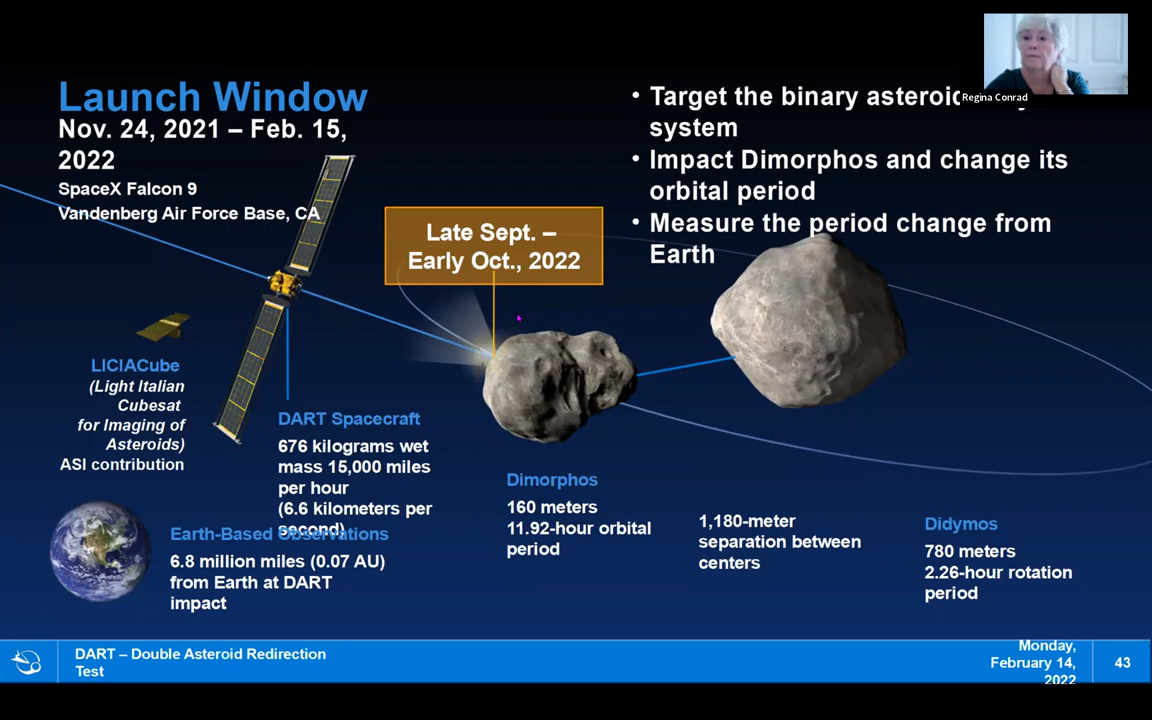 Launch Window
Nov. 24, 2021 – Feb. 15,
2022
SpaceX Falcon 9
Vandenberg Air Force Base, CA
• Target the binary asteroid
system
• Impact Dimorphos and change its
orbital period
• Measure the period change from
Earth
Regina Conrad
Late Sept. –
Early Oct., 2022
LICIACube
(Light Italian
Cubesat
for Imaging of
Asteroids)
ASI contribution
DART Spacecraft
676 kilograms wet
mass 15,000 miles
per hour
(6.6 kilometers per
second)
Earth-Based Observations
6.8 million miles (0.07 AU)
from Earth at DART
impact
Dimorphos
160 meters
11.92-hour orbital
period
1,180-meter
separation between
centers
Didymos
780 meters
2.26-hour rotation
period
DART – Double Asteroid Redirection
Test
Monday,
February 14,
2022
43